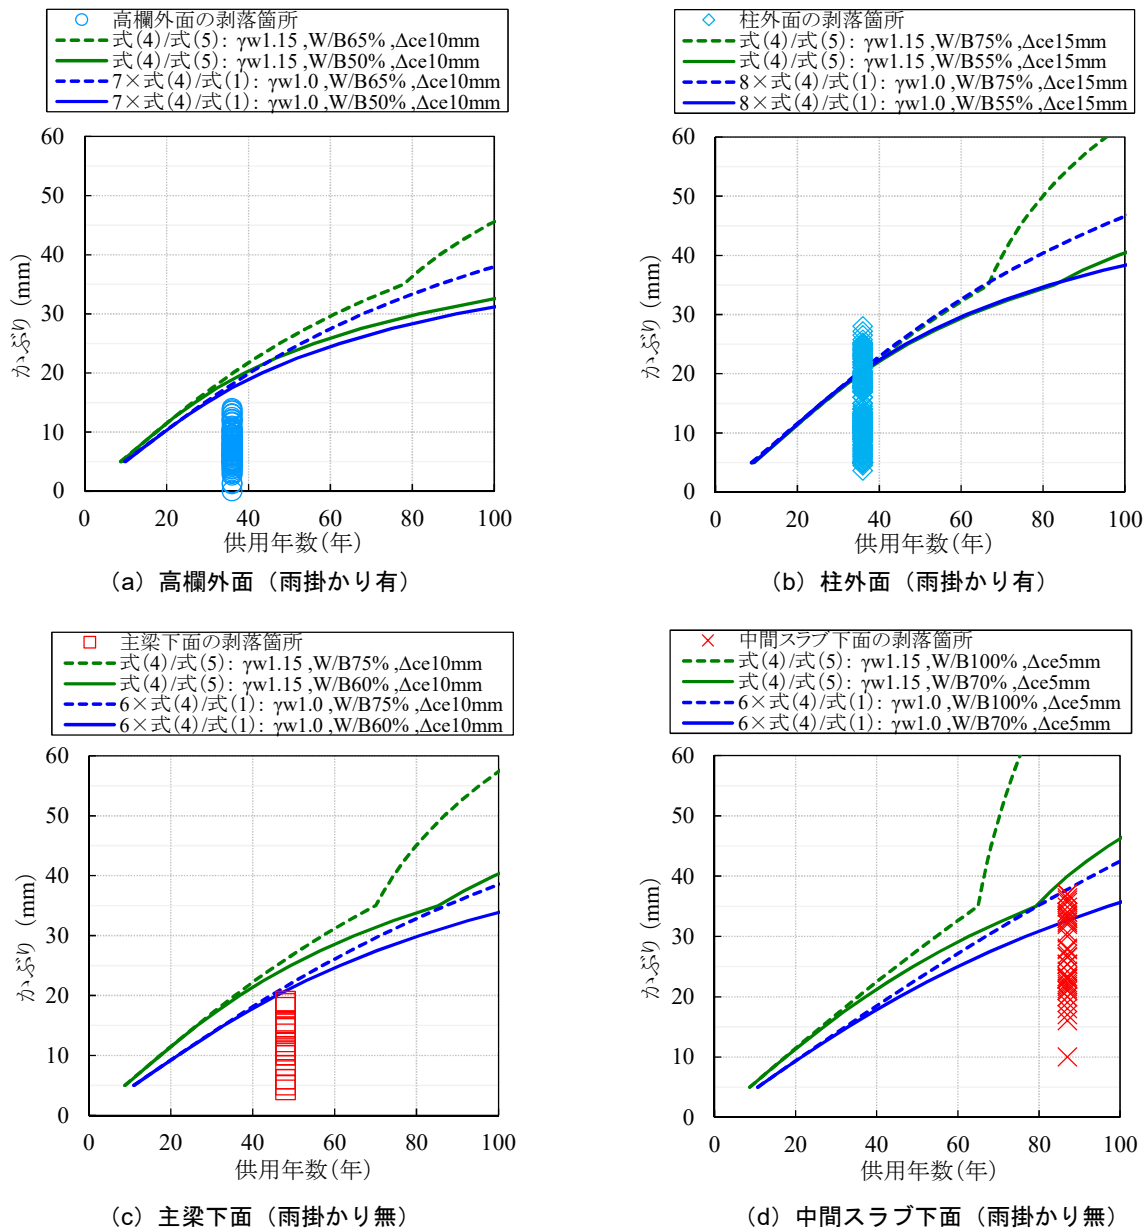 高欄外面の剥落箇所
式(4)/式(5): γw1.15 ,W/B65% ,Δce10mm
式(4)/式(5): γw1.15 ,W/B50% ,Δce10mm
7×式(4)/式(1): γw1.0 ,W/B65% ,Δce10mm
7×式(4)/式(1): γw1.0 ,W/B50% ,Δce10mm
60
50
40
30
20
10
0
かぶり (mm)
0 20 40 60 80 100
供用年数(年)
(a) 高欄外面（雨掛かり有）
柱外面の剥落箇所
式(4)/式(5): γw1.15 ,W/B75% ,Δce15mm
式(4)/式(5): γw1.15 ,W/B55% ,Δce15mm
8×式(4)/式(1): γw1.0 ,W/B75% ,Δce15mm
8×式(4)/式(1): γw1.0 ,W/B55% ,Δce15mm
60
50
40
30
20
10
0
かぶり (mm)
0 20 40 60 80 100
供用年数(年)
(b) 柱外面（雨掛かり有）
主梁下面の剥落箇所
式(4)/式(5): γw1.15 ,W/B75% ,Δce10mm
式(4)/式(5): γw1.15 ,W/B60% ,Δce10mm
6×式(4)/式(1): γw1.0 ,W/B75% ,Δce10mm
6×式(4)/式(1): γw1.0 ,W/B60% ,Δce10mm
60
50
40
30
20
10
0
かぶり (mm)
0 20 40 60 80 100
供用年数(年)
(c) 主梁下面（雨掛かり無）
中間スラブ下面の剥落箇所
式(4)/式(5): γw1.15 ,W/B100% ,Δce5mm
式(4)/式(5): γw1.15 ,W/B70% ,Δce5mm
6×式(4)/式(1): γw1.0 ,W/B100% ,Δce5mm
6×式(4)/式(1): γw1.0 ,W/B70% ,Δce5mm
60
50
40
30
20
10
0
かぶり (mm)
0 20 40 60 80 100
供用年数(年)
(d) 中間スラブ下面（雨掛かり無）